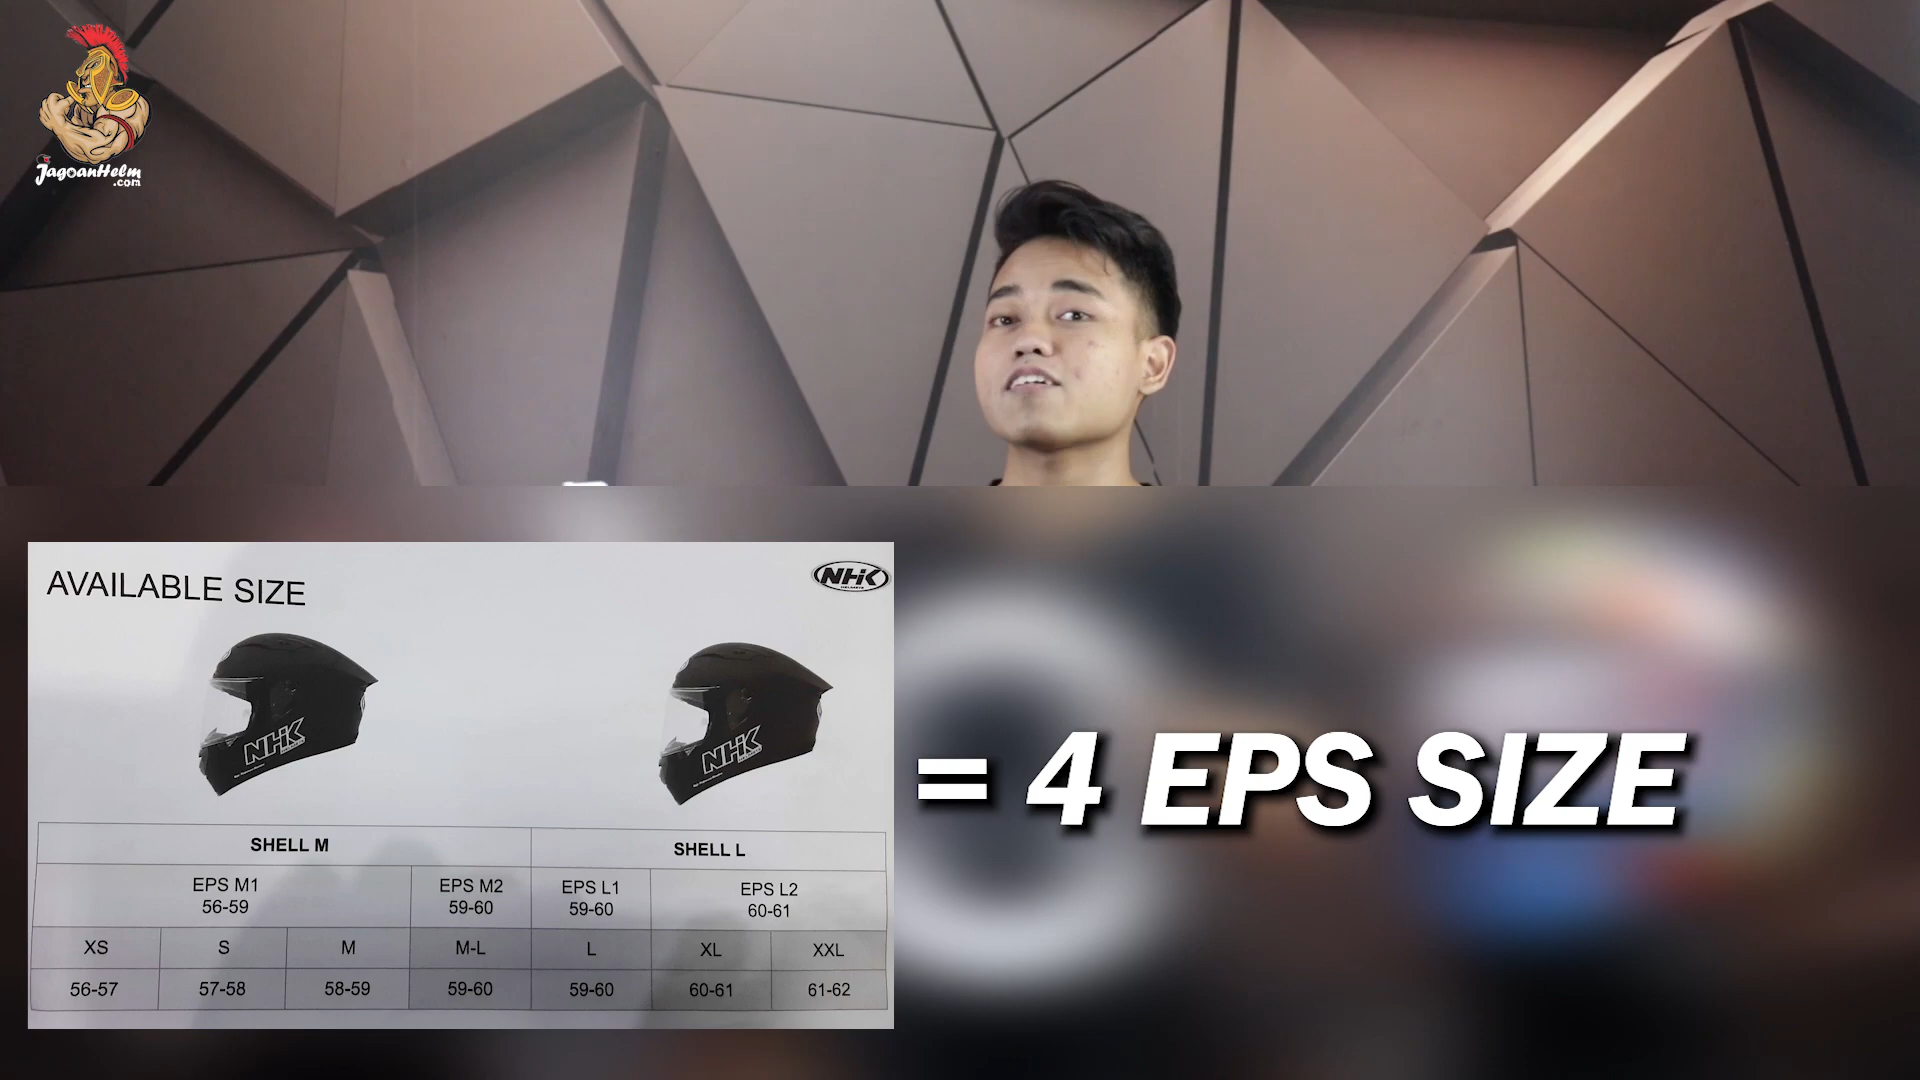 JagoanHelm
.com
AVAILABLE SIZE
NHK
NHK
NHK
= 4 EPS SIZE
SHELL M SHELL L
EPS M1 EPS M2 EPS L1 EPS L2
56-59 59-60 59-60 60-61
XS S M M-L L XL XXL
56-57 57-58 58-59 59-60 59-60 60-61 61-62